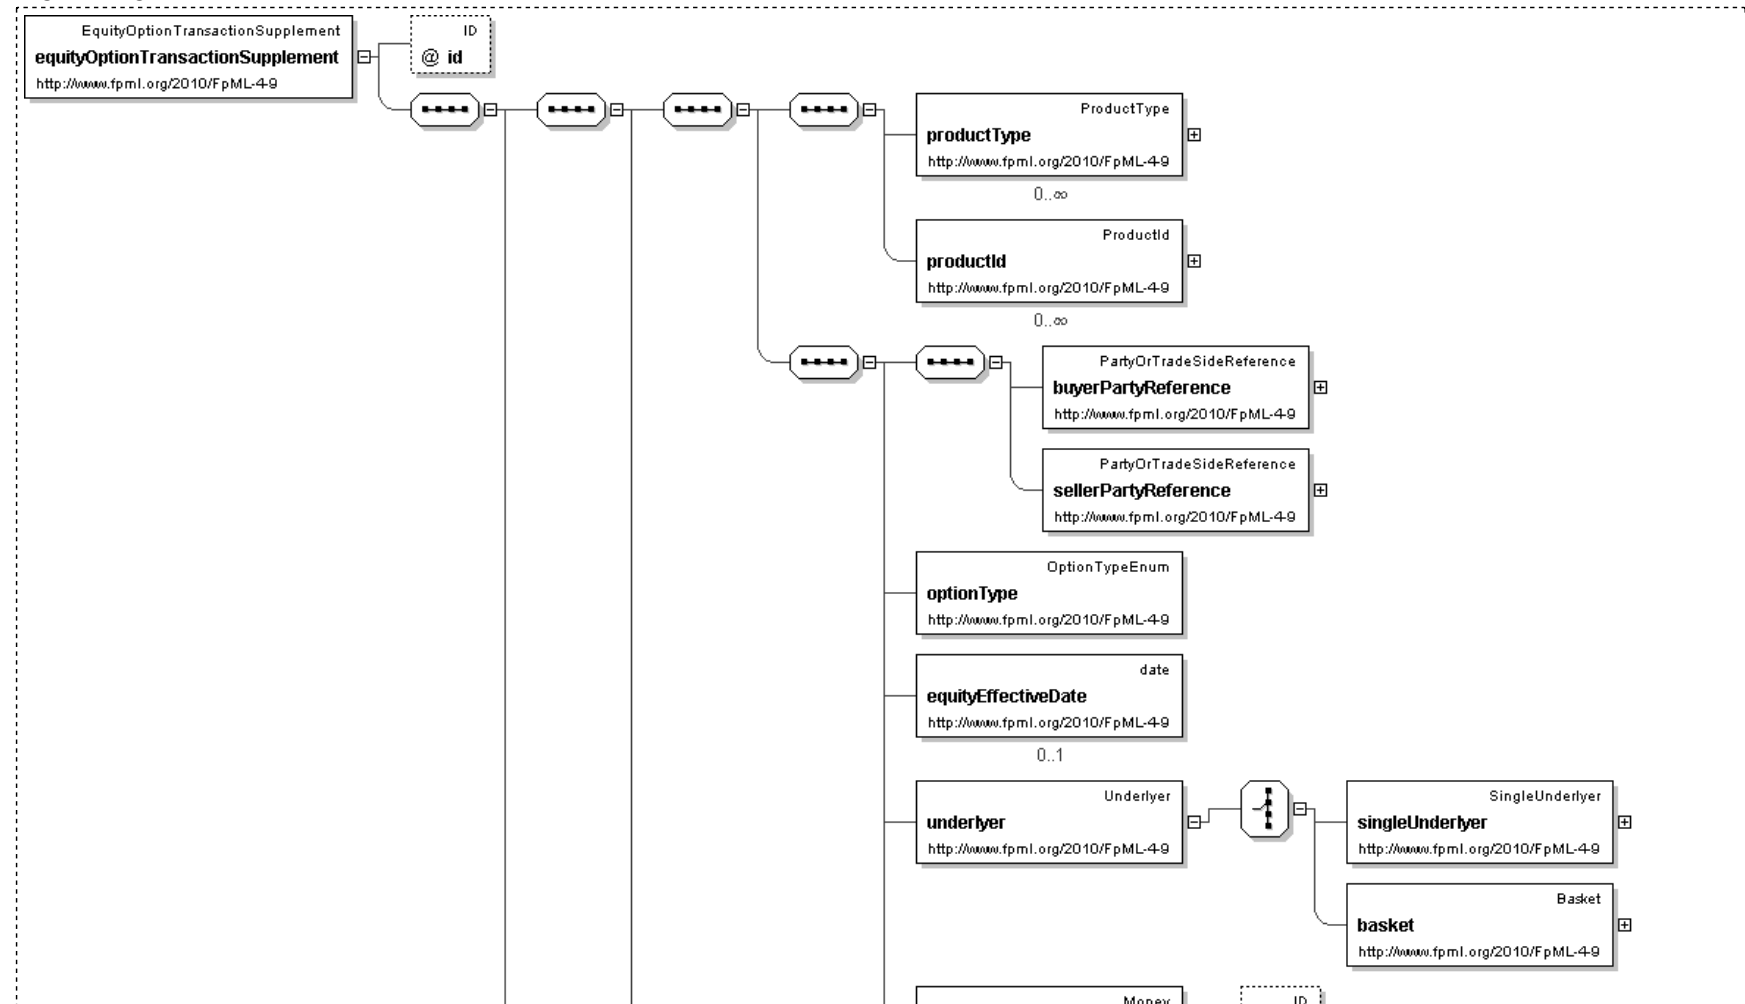 EquityOptionTransactionSupplement
equityOptionTransactionSupplement
http://www.fpml.org/2010/FpML-4-9
ID
@ id
ProductType
productType
http://www.fpml.org/2010/FpML-4-9
0..∞
ProductId
productId
http://www.fpml.org/2010/FpML-4-9
0..∞
PartyOrTradeSideReference
buyerPartyReference
http://www.fpml.org/2010/FpML-4-9
PartyOrTradeSideReference
sellerPartyReference
http://www.fpml.org/2010/FpML-4-9
OptionTypeEnum
optionType
http://www.fpml.org/2010/FpML-4-9
date
equityEffectiveDate
http://www.fpml.org/2010/FpML-4-9
0..1
Underlyer
underlyer
http://www.fpml.org/2010/FpML-4-9
SingleUnderlyer
singleUnderlyer
http://www.fpml.org/2010/FpML-4-9
Basket
basket
http://www.fpml.org/2010/FpML-4-9
Money
ID